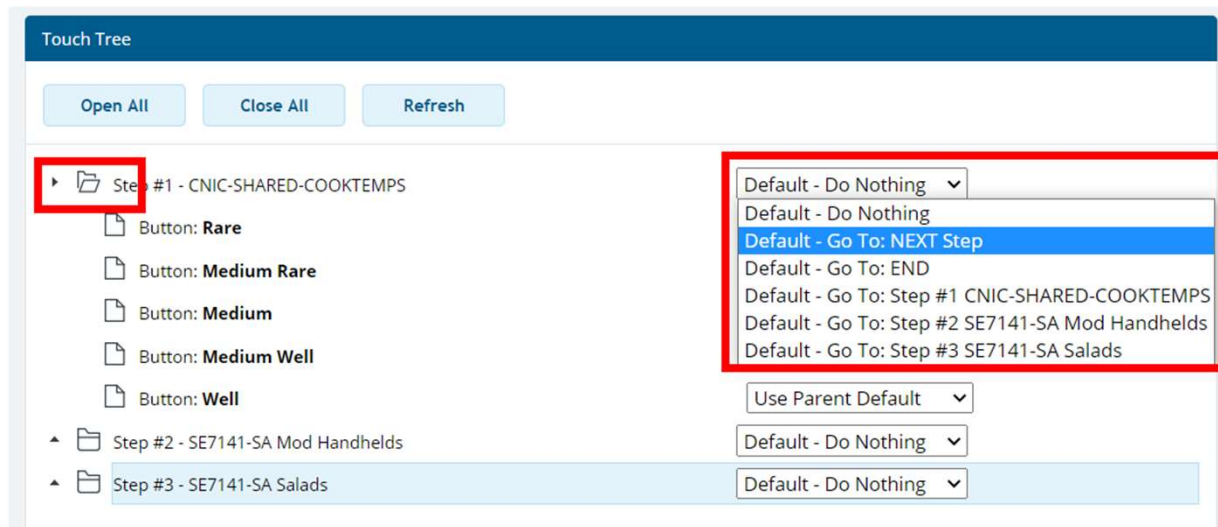 Touch Tree
Open All Close All Refresh
Step #1 - CNIC-SHARED-COOKTEMPS Default - Do Nothing
Default - Do Nothing
Button: Rare
Default - Go To: NEXT Step
Button: Medium Rare Default - Go To: END
Default - Go To: Step #1 CNIC-SHARED-COOKTEMPS
Button: Medium Default - Go To: Step #2 SE7141-SA Mod Handhelds
Button: Medium Well Default - Go To: Step #3 SE7141-SA Salads
Button: Well Use Parent Default
Step #2 - SE7141-SA Mod Handhelds Default - Do Nothing
Step #3 - SE7141-SA Salads Default - Do Nothing